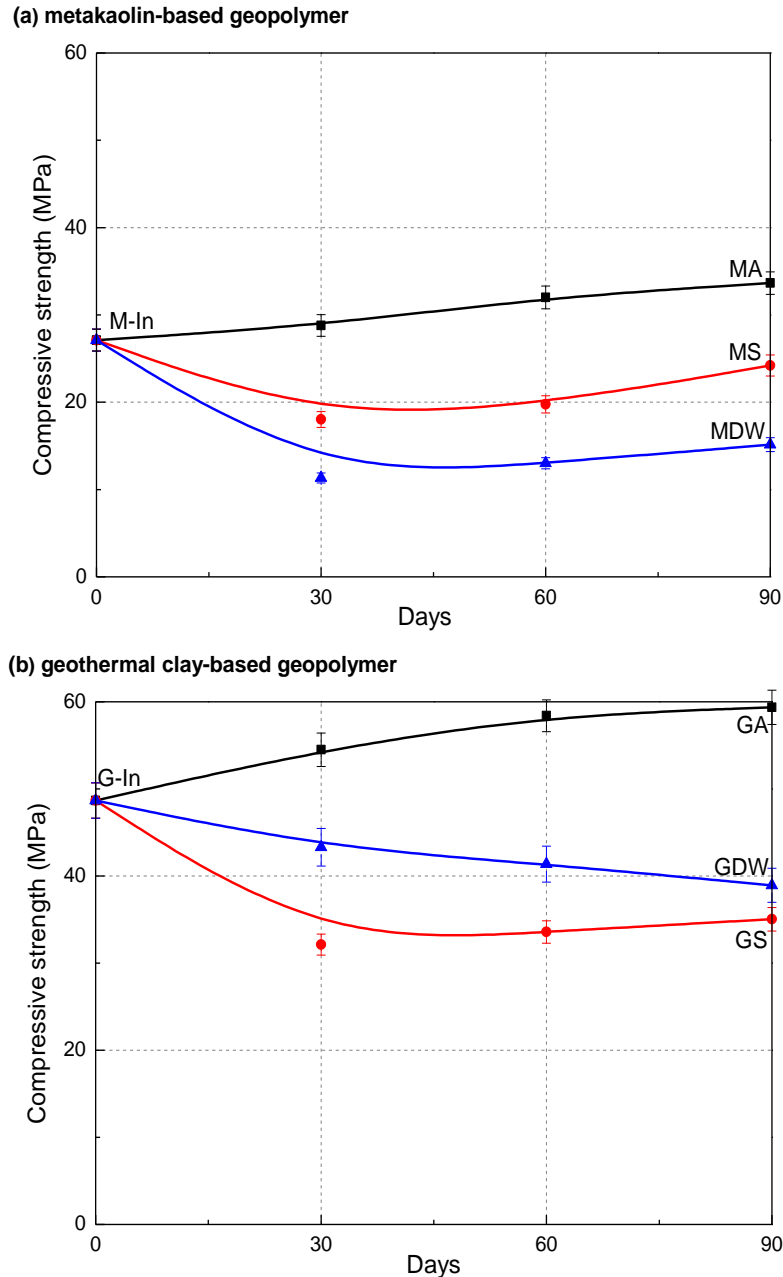 (a) metakaolin-based geopolymer
60
40
20
0
Compressive strength (MPa)
M-In
MA
MS
MDW
0 30 60 90
Days
(b) geothermal clay-based geopolymer
60
40
20
0
Compressive strength (MPa)
G-In
GA
GDW
GS
0 30 60 90
Days